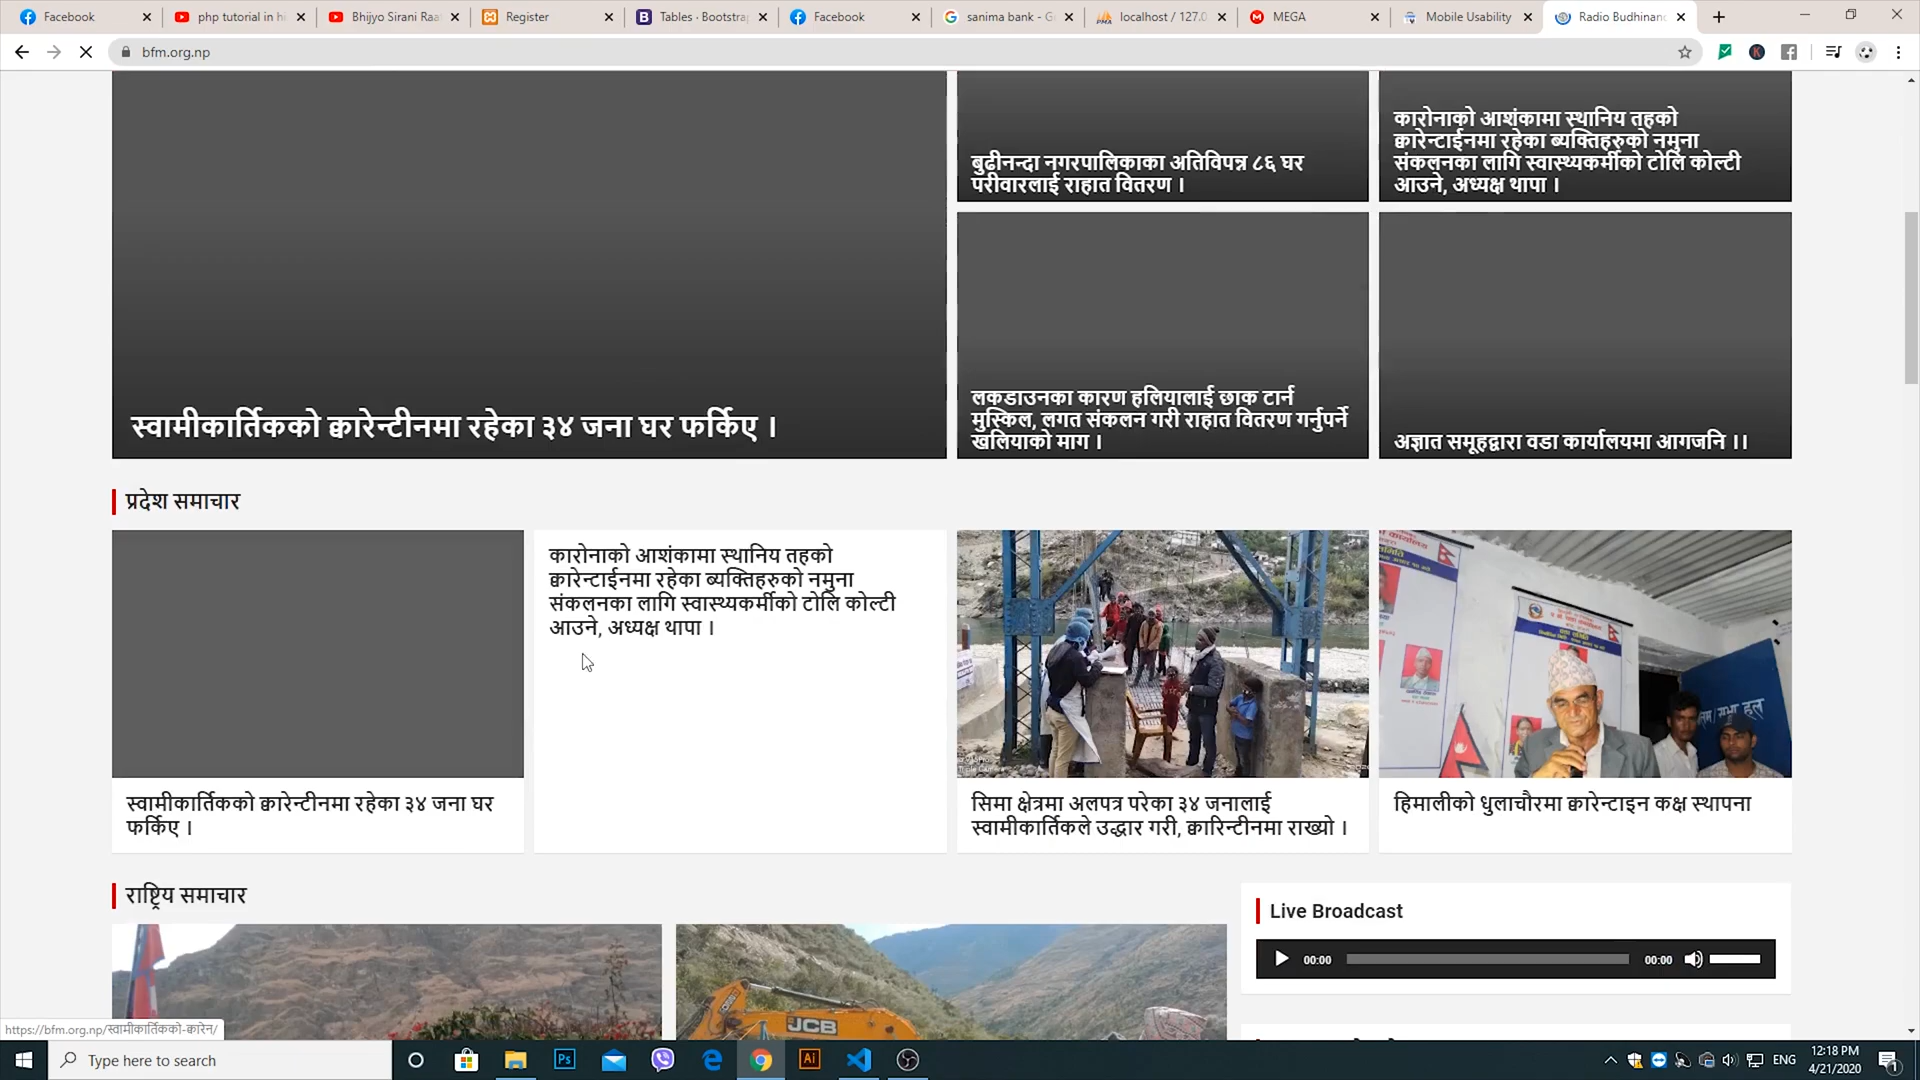 Facebook
php tutorial in hi
Bhijyo Sirani Raa
Register
Tables · Bootstra
Facebook
sanima bank - G
localhost / 127.0
MEGA
Mobile Usability
Radio Budhinan
bfm.org.np
बुढीनन्दा नगरपालिकाका अतिविपन्न ८६ घर
परीवारलाई राहात वितरण ।
कारोनाको आशंकामा स्थानिय तहको
क्वारेन्टाईनमा रहेका ब्यक्तिहरुको नमुना
संकलनका लागि स्वास्थ्यकर्मीको टोलि कोल्टी
आउने, अध्यक्ष थापा ।
स्वामीकार्तिकको क्वारेन्टीनमा रहेका ३४ जना घर फर्किए ।
लकडाउनका कारण हलियालाई छाक टार्न
मुस्किल, लगत संकलन गरी राहात वितरण गर्नुपर्ने
खलियाको माग ।
अज्ञात समूहद्वारा वडा कार्यालयमा आगजनि ।।
प्रदेश समाचार
स्वामीकार्तिकको क्वारेन्टीनमा रहेका ३४ जना घर
फर्किए ।
कारोनाको आशंकामा स्थानिय तहको
क्वारेन्टाईनमा रहेका ब्यक्तिहरुको नमुना
संकलनका लागि स्वास्थ्यकर्मीको टोलि कोल्टी
आउने, अध्यक्ष थापा ।
सिमा क्षेत्रमा अलपत्र परेका ३४ जनालाई
स्वामीकार्तिकले उद्धार गरी, क्वारिन्टीनमा राख्यो ।
हिमालीको धुलाचौरमा क्वारेन्टाइन कक्ष स्थापना
राष्ट्रिय समाचार
JCB
Live Broadcast
00:00
00:00
https://bfm.org.np/स्वामीकार्तिकको-क्वारेन/
Type here to search
ENG
12:18 PM
4/21/2020